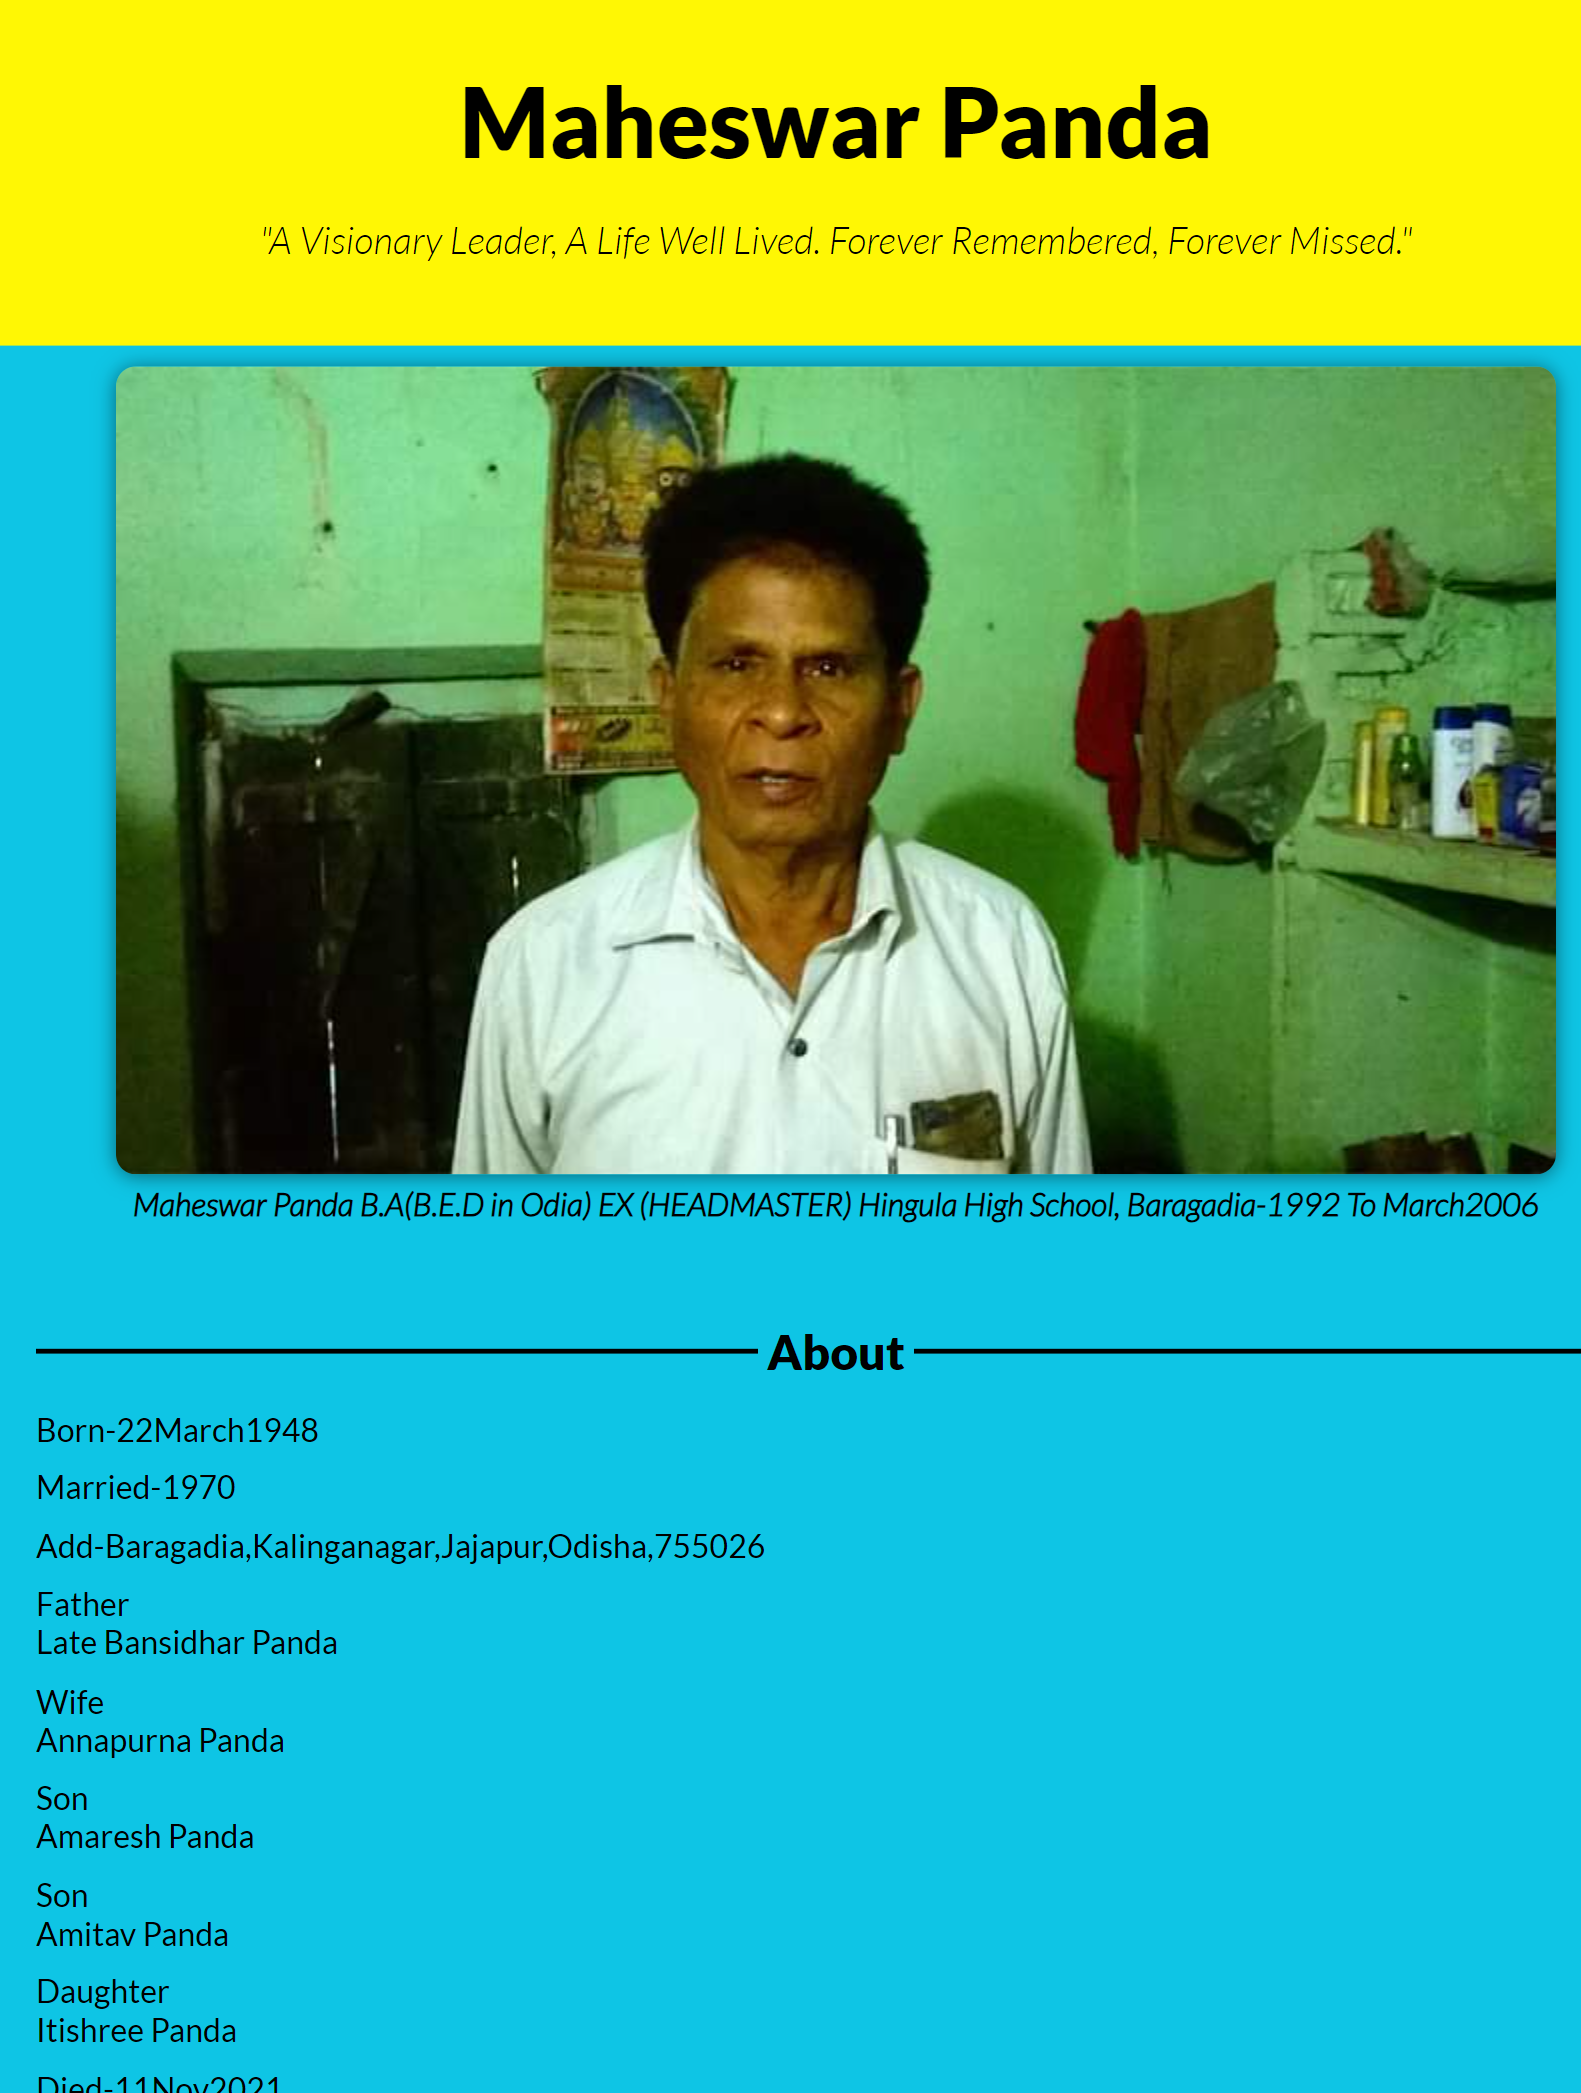 Maheswar Panda
"A Visionary Leader, A Life Well Lived. Forever Remembered, Forever Missed."
Maheswar Panda B.A(B.E.D in Odia) EX (HEADMASTER) Hingula High School, Baragadia-1992 To March2006
About
Born-22March1948
Married-1970
Add-Baragadia,Kalinganagar,Jajapur,Odisha,755026
Father
Late Bansidhar Panda
Wife
Annapurna Panda
Son
Amaresh Panda
Son
Amitav Panda
Daughter
Itishree Panda
Died-11Nov2021